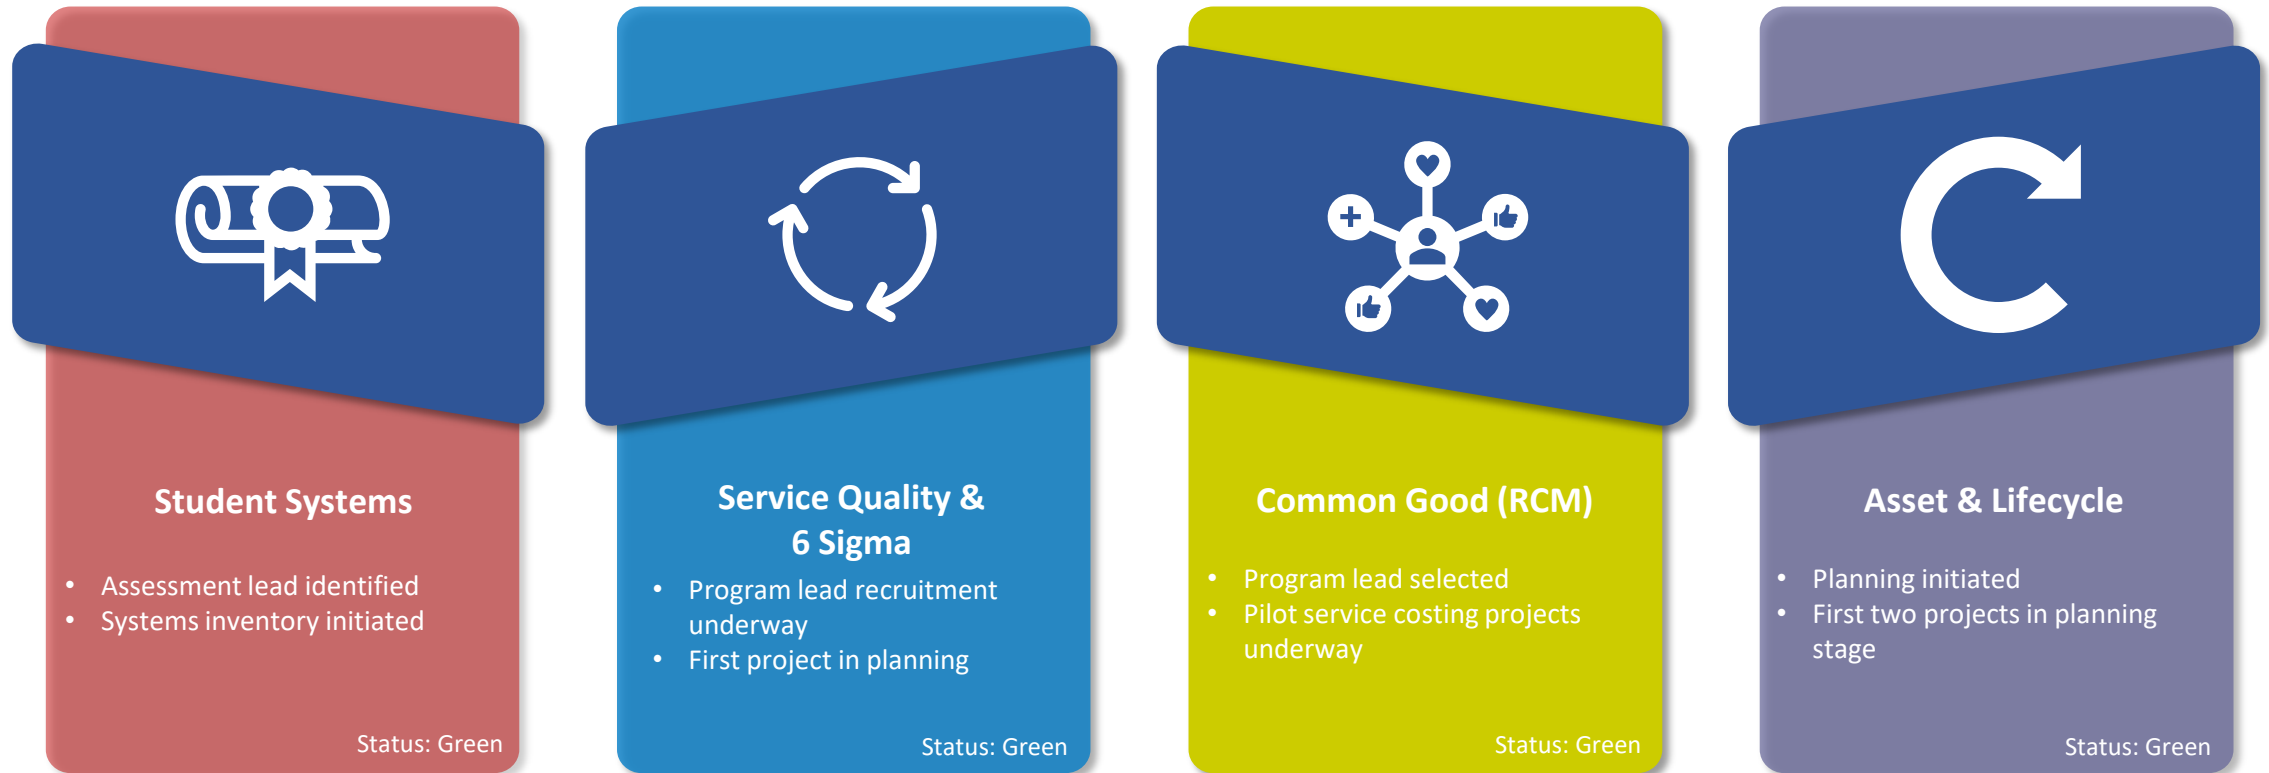 Student Systems
• Assessment lead identified
• Systems inventory initiated
Status: Green
Service Quality &
6 Sigma
• Program lead recruitment
underway
• First project in planning
Status: Green
Common Good (RCM)
• Program lead selected
• Pilot service costing projects
underway
Status: Green
Asset & Lifecycle
• Planning initiated
• First two projects in planning
stage
Status: Green